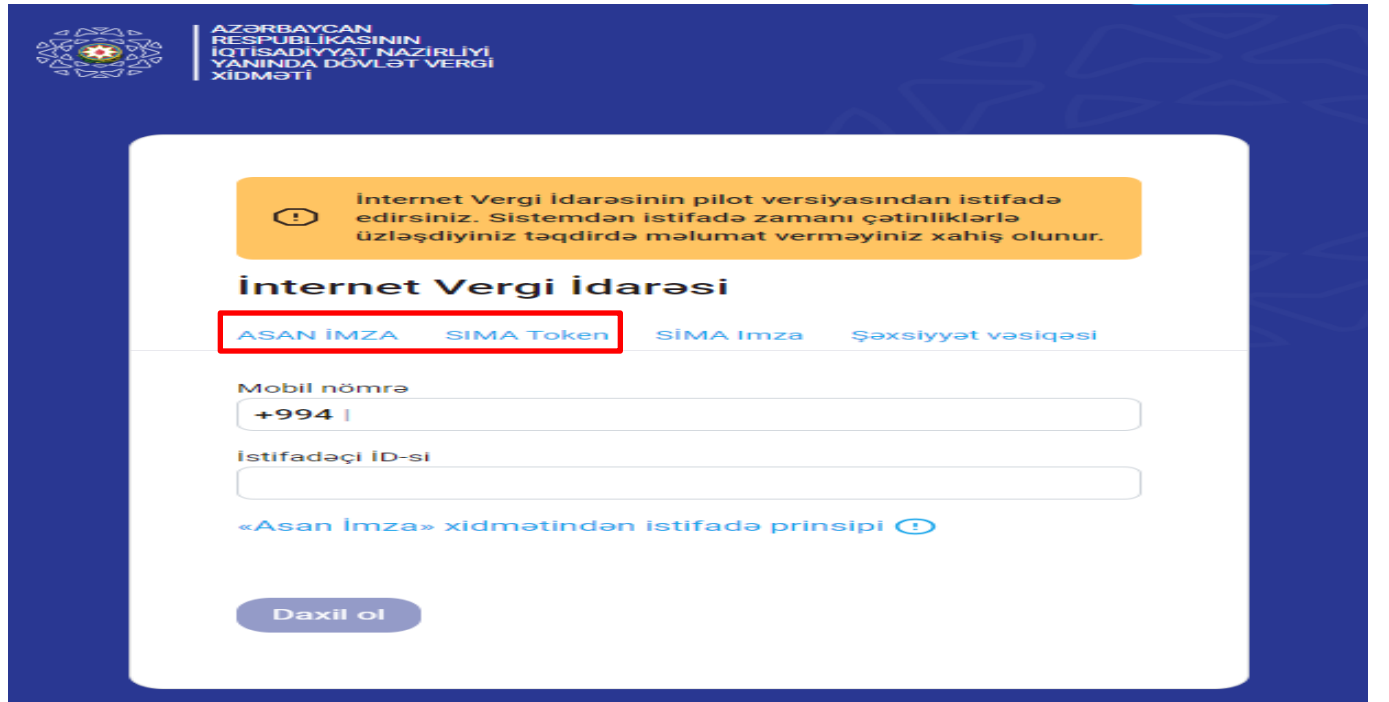 AZƏRBAYCAN
RESPUBLİKASININ
İQTİSADİYYAT NAZİRLİYİ
YANINDA DÖVLƏT VERGİ
XİDMƏTİ
İnternet Vergi İdarəsinin pilot versiyasından istifadə
edirsiniz. Sistemdən istifadə zamanı çətinliklərlə
üzləşdiyiniz təqdirdə məlumat verməyiniz xahiş olunur.
İnternet Vergi İdarəsi
ASAN İMZA SIMA Token SİMA Imza Şəxsiyyət vəsiqəsi
Mobil nömrə
+994
İstifadəçi İD-si
«Asan İmza» xidmətindən istifadə prinsipi
Daxil ol